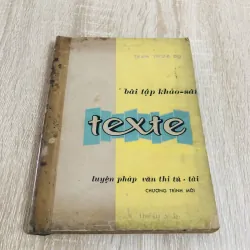 bài tập khảo-sát
texte
luyện pháp văn thi tú-tài
CHƯƠNG TRÌNH MỚI